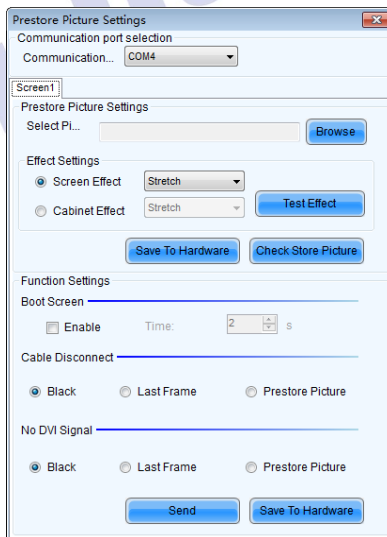 Prestore Picture Settings
Communication port selection
Communication... COM4
Screen1
Prestore Picture Settings
Select Pi... Browse
Effect Settings
Screen Effect Stretch
Cabinet Effect Stretch Test Effect
Save To Hardware Check Store Picture
Function Settings
Boot Screen
Enable Time: 2 s
Cable Disconnect
Black Last Frame Prestore Picture
No DVI Signal
Black Last Frame Prestore Picture
Send Save To Hardware